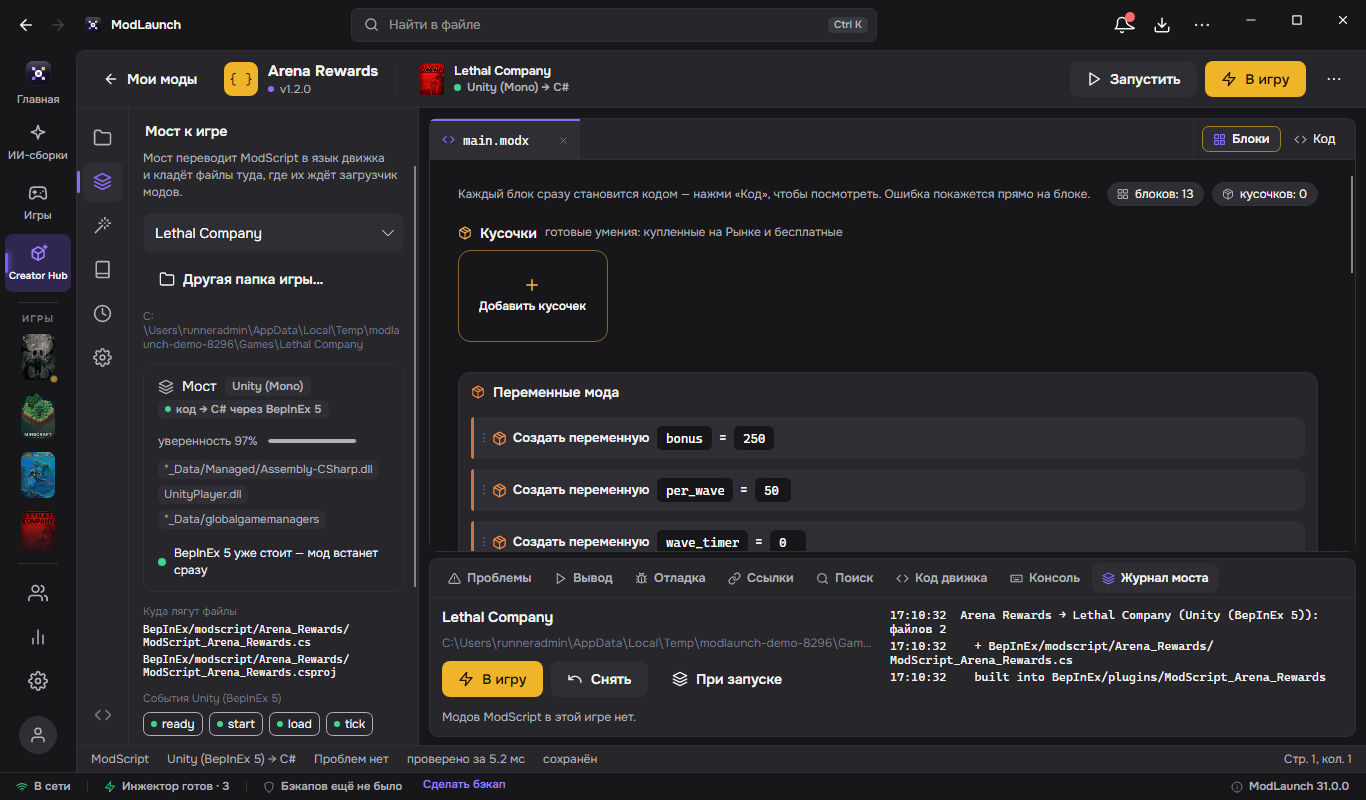 ModLaunch
Найти в файле
Ctrl K
Главная
ИИ-сборки
Игры
Creator Hub
ИГРЫ
MINECRAFT
LETHAL COMPANY
Мои моды
{ }
Arena Rewards
v1.2.0
Lethal Company
Unity (Mono) → C#
Запустить
В игру
Мост к игре
Мост переводит ModScript в язык движка
и кладёт файлы туда, где их ждёт загрузчик
модов.
Lethal Company
Другая папка игры...
C:
\Users\runneradmin\AppData\Local\Temp\modla
unch-demo-8296\Games\Lethal Company
Мост
Unity (Mono)
код → C# через BepInEx 5
уверенность 97%
*_Data/Managed/Assembly-CSharp.dll
UnityPlayer.dll
*_Data/globalgamemanagers
BepInEx 5 уже стоит — мод встанет
сразу
Куда лягут файлы
BepInEx/modscript/Arena_Rewards/
ModScript_Arena_Rewards.cs
BepInEx/modscript/Arena_Rewards/
ModScript_Arena_Rewards.csproj
События Unity (BepInEx 5)
ready
start
load
tick
main.modx
Блоки
Код
Каждый блок сразу становится кодом — нажми «Код», чтобы посмотреть. Ошибка покажется прямо на блоке.
блоков: 13
кусочков: 0
Кусочки
готовые умения: купленные на Рынке и бесплатные
+
Добавить кусочек
Переменные мода
Создать переменную bonus = 250
Создать переменную per_wave = 50
Создать переменную wave_timer = 0
Проблемы
Вывод
Отладка
Ссылки
Поиск
Код движка
Консоль
Журнал моста
Lethal Company
C:\Users\runneradmin\AppData\Local\Temp\modlaunch-demo-8296\Gam...
В игру
Снять
При запуске
Модов ModScript в этой игре нет.
17:10:32 Arena Rewards → Lethal Company (Unity (BepInEx 5)):
файлов 2
17:10:32 + BepInEx/modscript/Arena_Rewards/
ModScript_Arena_Rewards.cs
17:10:32 built into BepInEx/plugins/ModScript_Arena_Rewards
ModScript
Unity (BepInEx 5) → C#
Проблем нет
проверено за 5.2 мс
сохранён
Стр. 1, кол. 1
В сети
Инжектор готов · 3
Бэкапов ещё не было
Сделать бэкап
ModLaunch 31.0.0